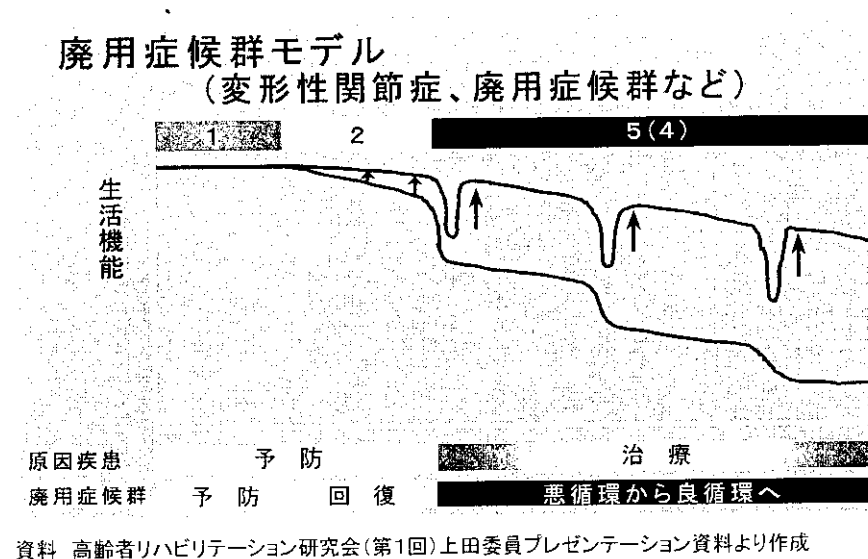 廃用症候群モデル
(変形性関節症、廃用症候群など)
1 2 5(4)
生活機能
原因疾患 予防 治療
廃用症候群 予防 回復 悪循環から良循環へ
資料 高齢者リハビリテーション研究会(第1回)上田委員プレゼンテーション資料より作成